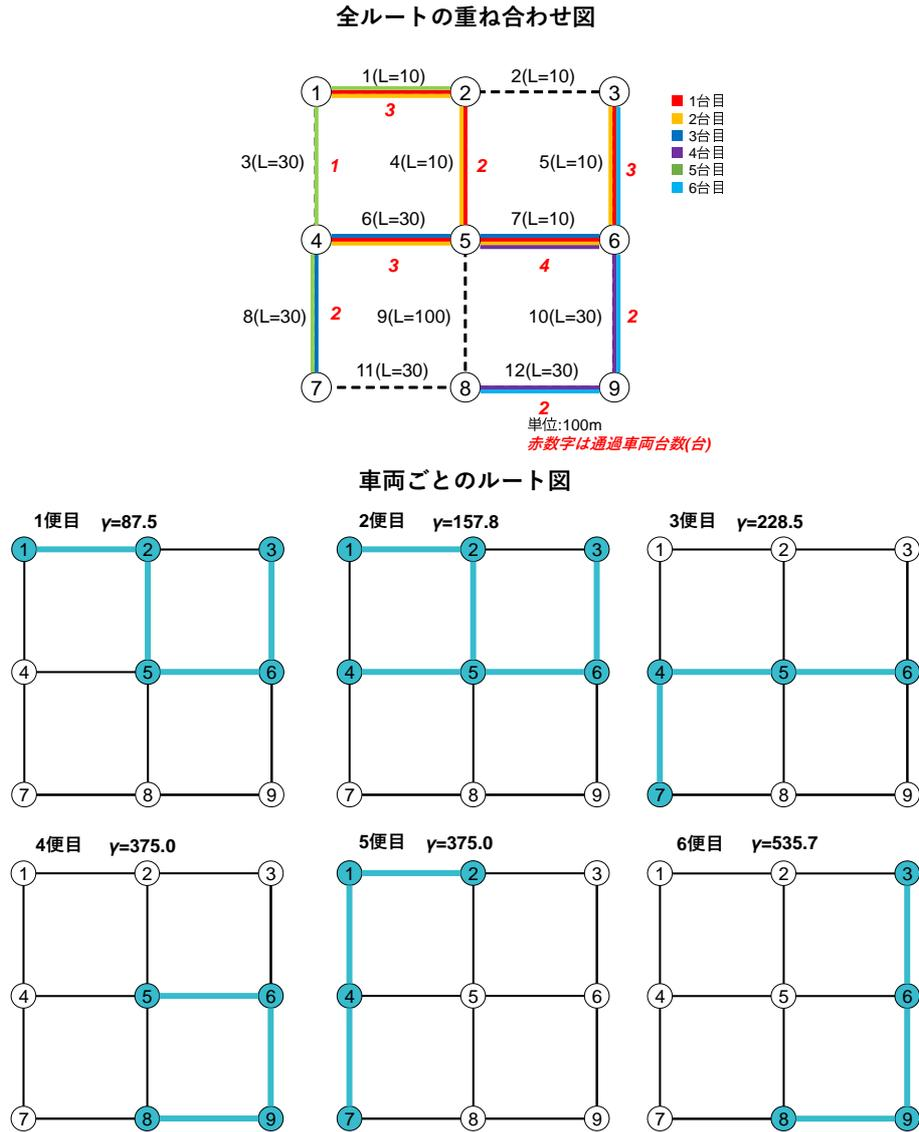 全ルートの重ね合わせ図
1(L=10) 2(L=10)
1 2 3
3
1台目
2台目
3台目
4台目
5台目
6台目
3(L=30) 1 4(L=10) 2 5(L=10) 3
6(L=30) 7(L=10)
4 5 6
3 4
8(L=30) 2 9(L=100) 10(L=30) 2
11(L=30) 12(L=30)
7 8 9
2
単位:100m
赤数字は通過車両台数(台)
車両ごとのルート図
1便目 γ=87.5
1 2 3
4 5 6
7 8 9
2便目 γ=157.8
1 2 3
4 5 6
7 8 9
3便目 γ=228.5
1 2 3
4 5 6
7 8 9
4便目 γ=375.0
1 2 3
4 5 6
7 8 9
5便目 γ=375.0
1 2 3
4 5 6
7 8 9
6便目 γ=535.7
1 2 3
4 5 6
7 8 9